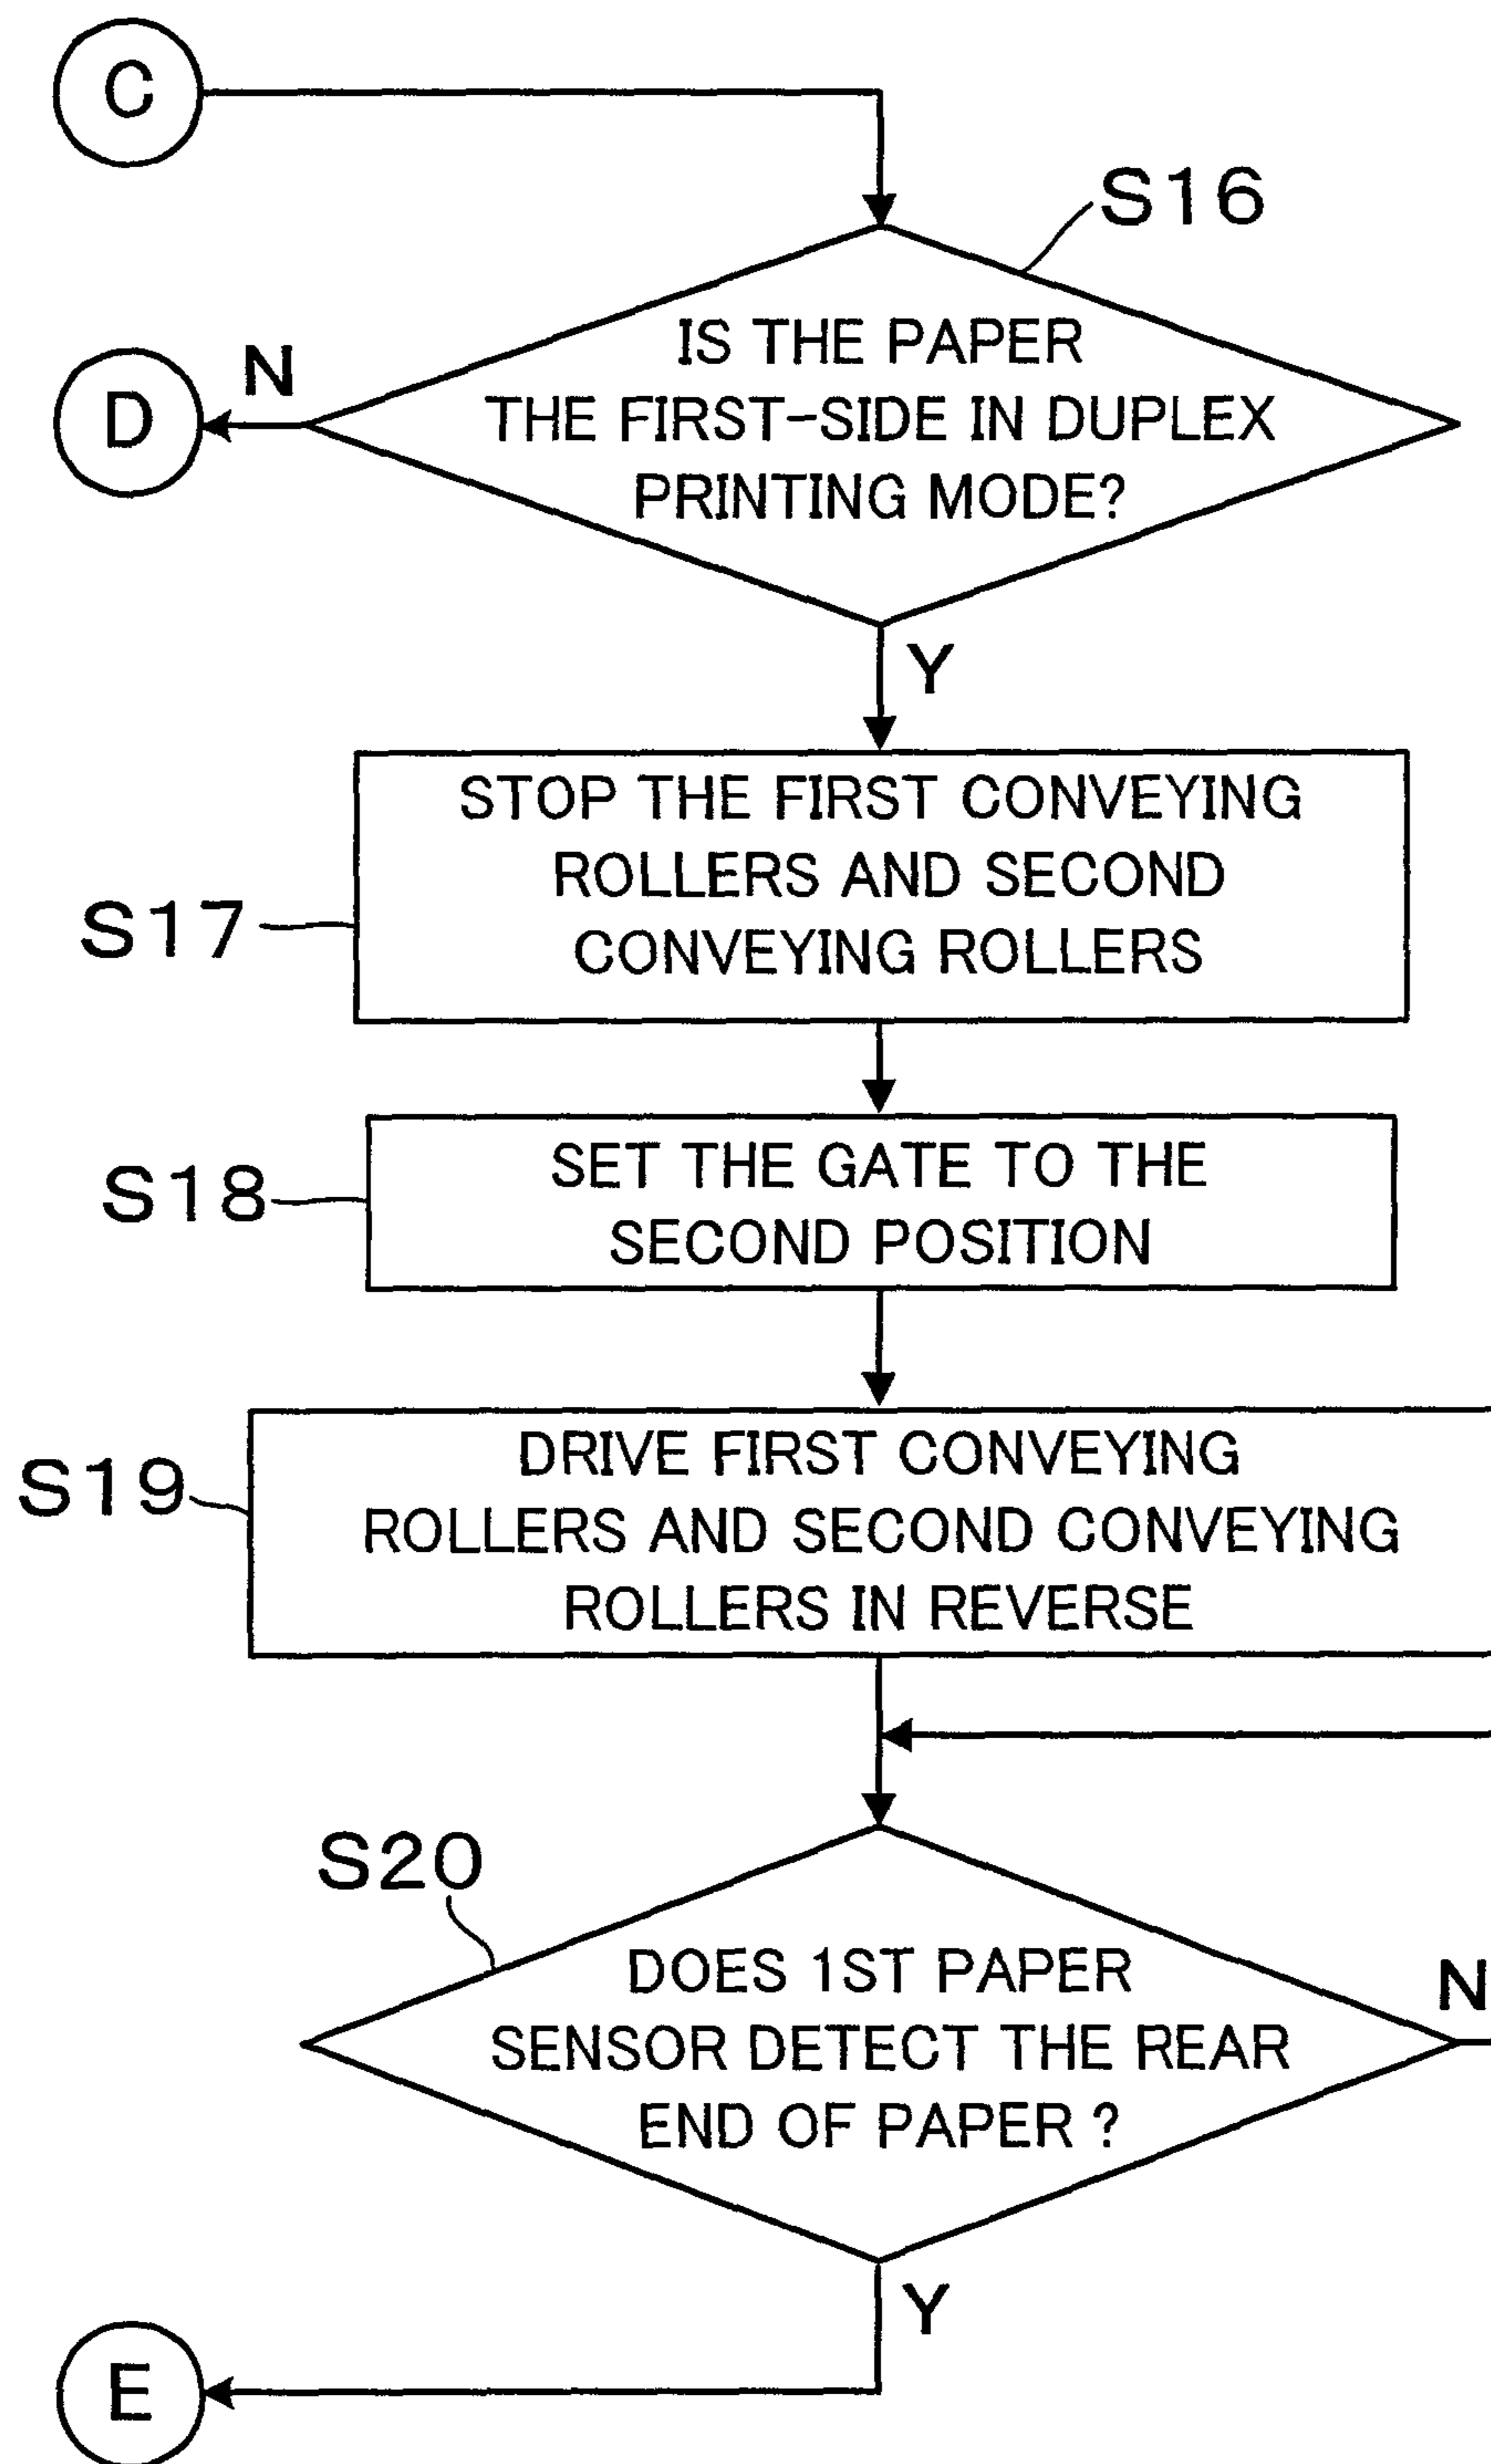 C
S16
IS THE PAPER
THE FIRST-SIDE IN DUPLEX
PRINTING MODE?
N
D
Y
STOP THE FIRST CONVEYING
ROLLERS AND SECOND
CONVEYING ROLLERS
S17
SET THE GATE TO THE
SECOND POSITION
S18
DRIVE FIRST CONVEYING
ROLLERS AND SECOND CONVEYING
ROLLERS IN REVERSE
S19
S20
DOES 1ST PAPER
SENSOR DETECT THE REAR
END OF PAPER ?
N
Y
E